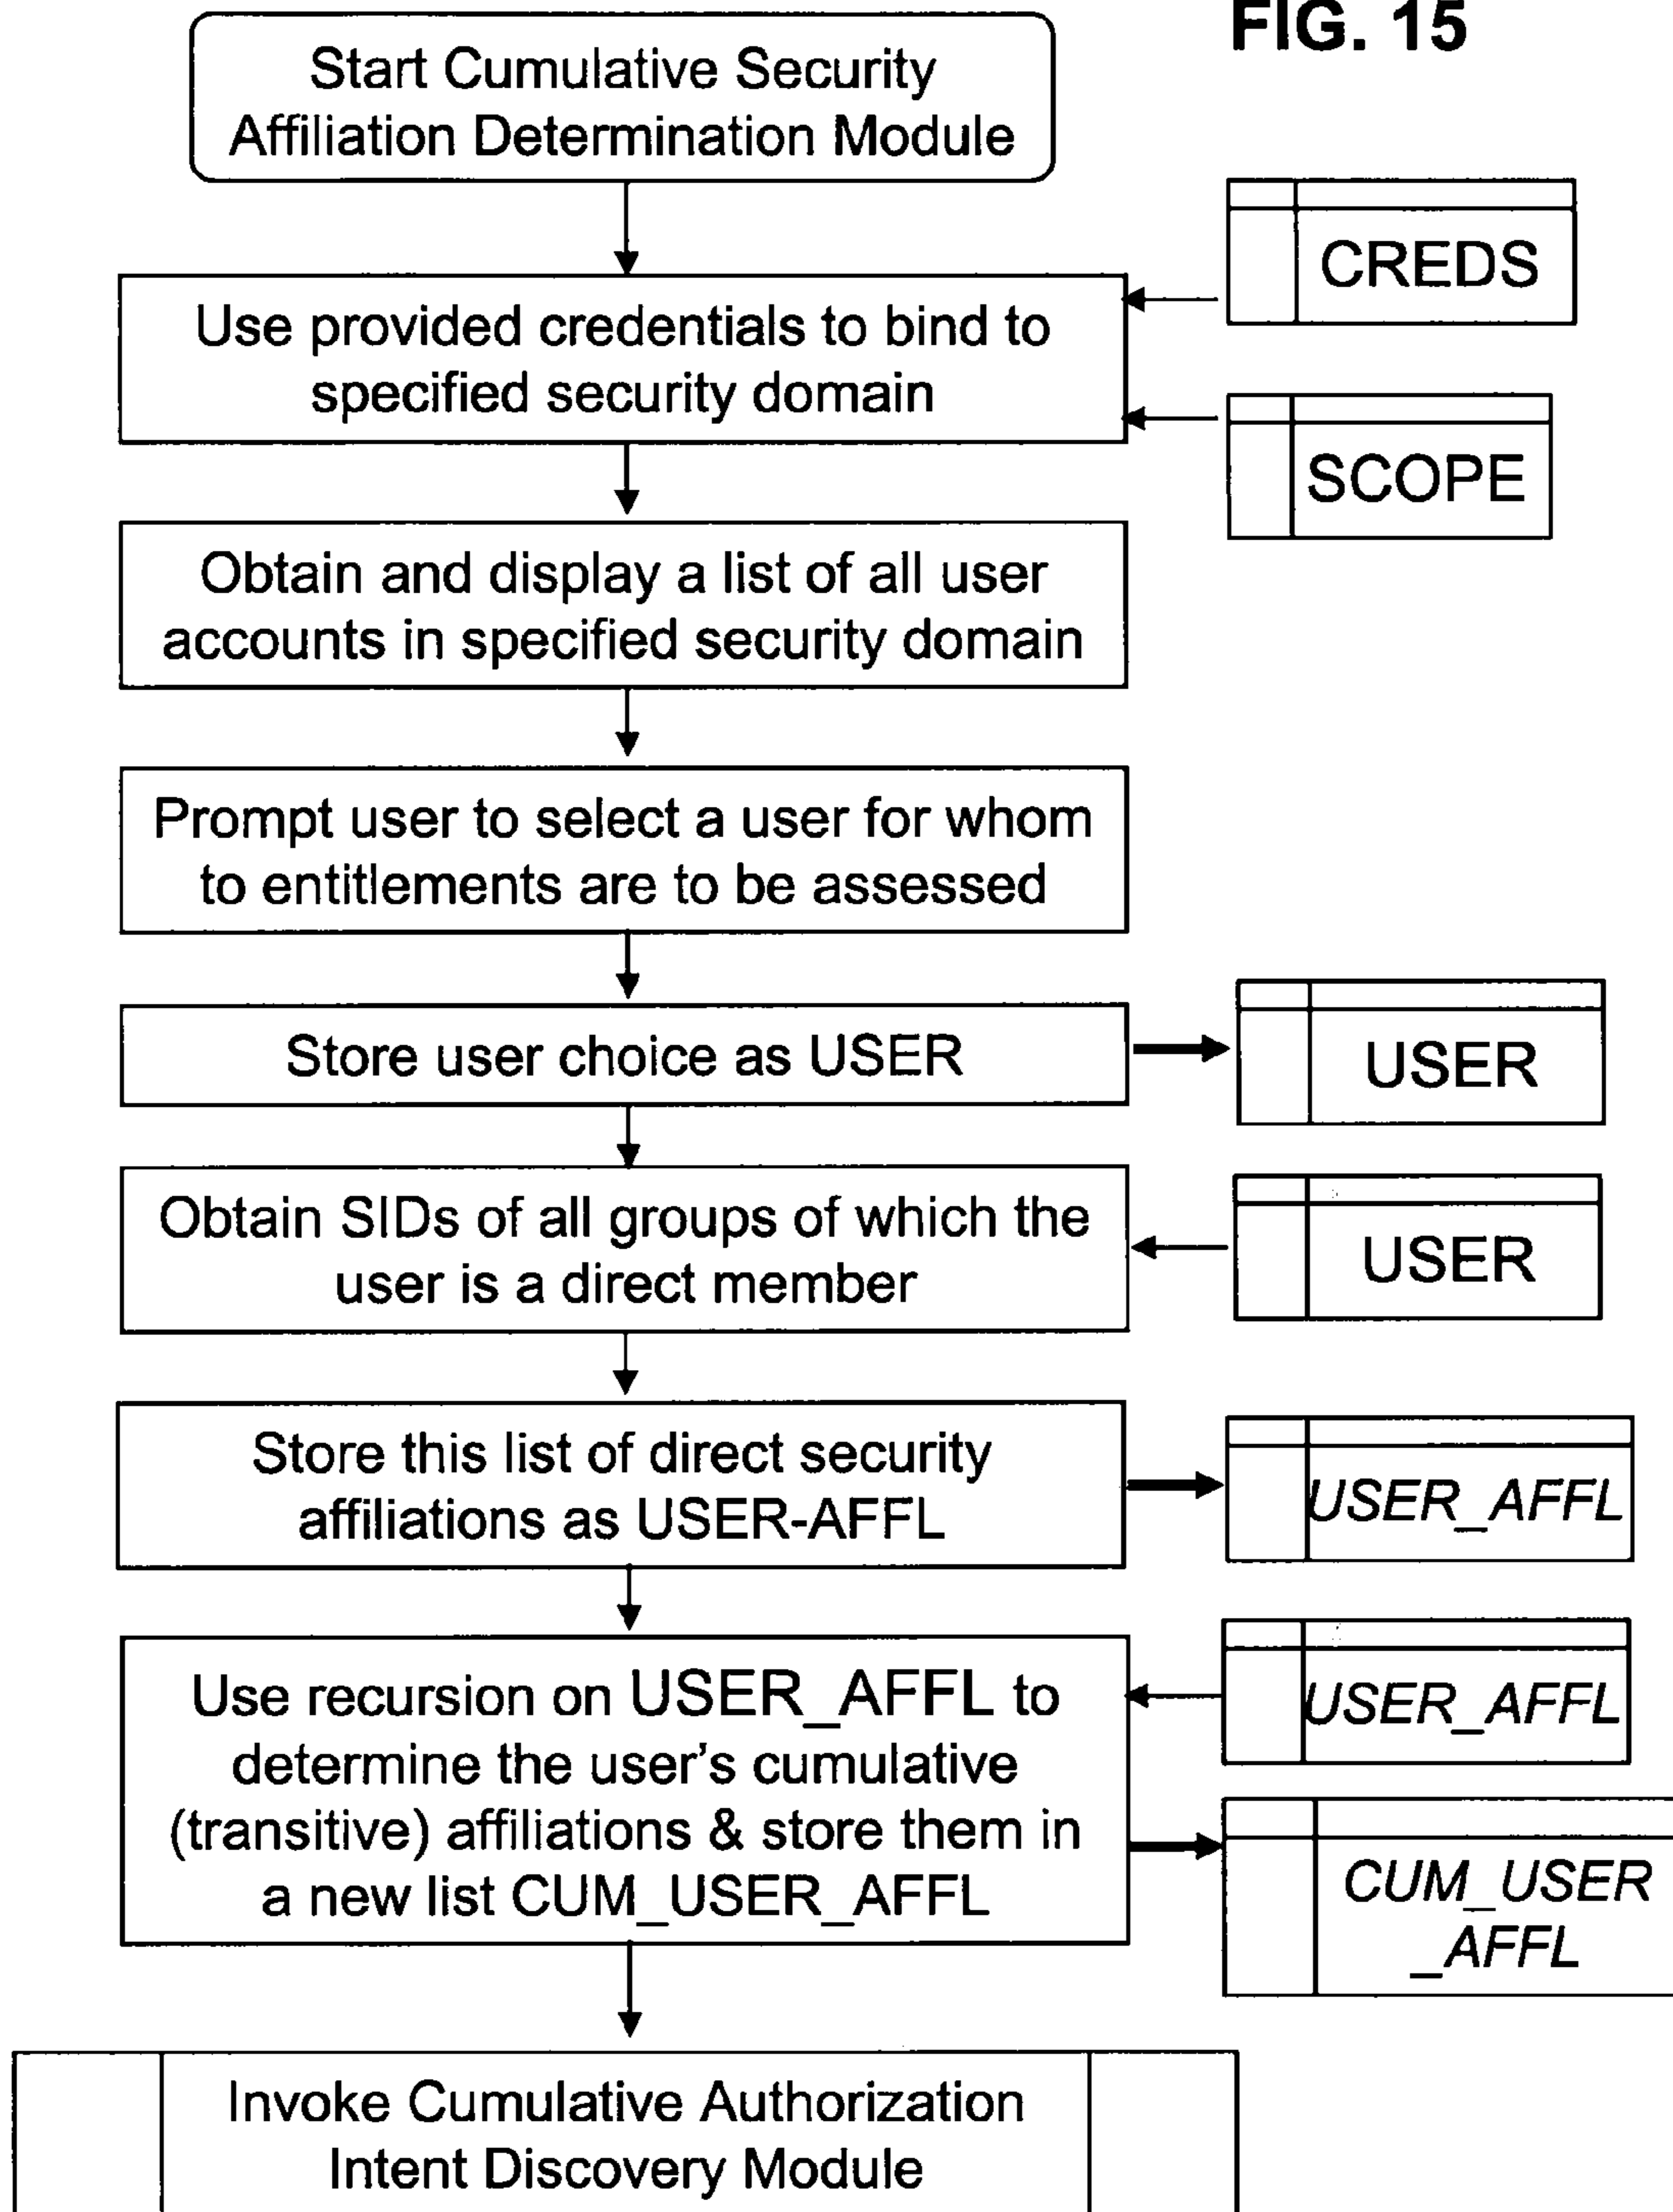 FIG. 15
Start Cumulative Security
Affiliation Determination Module
CREDS
Use provided credentials to bind to
specified security domain
SCOPE
Obtain and display a list of all user
accounts in specified security domain
Prompt user to select a user for whom
to entitlements are to be assessed
Store user choice as USER
USER
Obtain SIDs of all groups of which the
user is a direct member
USER
Store this list of direct security
affiliations as USER-AFFL
USER_AFFL
Use recursion on USER_AFFL to
determine the user's cumulative
(transitive) affiliations & store them in
a new list CUM_USER_AFFL
USER_AFFL
CUM_USER
_AFFL
Invoke Cumulative Authorization
Intent Discovery Module